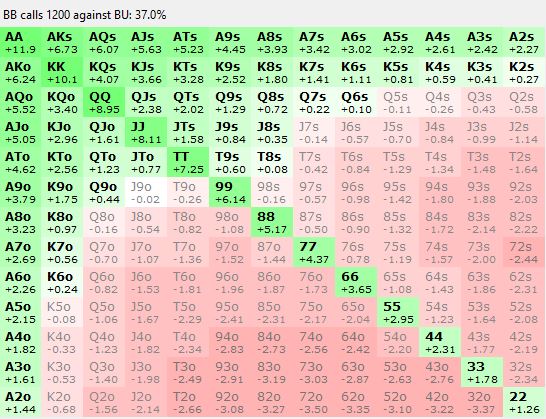 BB calls 1200 against BU: 37.0%
AA AKs AQs AJs ATs A9s A8s A7s A6s A5s A4s A3s A2s
+11.9 +6.73 +6.07 +5.63 +5.23 +4.45 +3.93 +3.42 +3.02 +2.92 +2.61 +2.42 +2.27
AKo KK KQs KJs KTs K9s K8s K7s K6s K5s K4s K3s K2s
+6.24 +10.1 +4.07 +3.66 +3.28 +2.52 +1.80 +1.41 +1.11 +0.81 +0.59 +0.41 +0.27
AQo KQo QQ QJs QTs Q9s Q8s Q7s Q6s Q5s Q4s Q3s Q2s
+5.52 +3.40 +8.95 +2.38 +2.02 +1.29 +0.72 +0.22 +0.10 -0.11 -0.26 -0.43 -0.58
AJo KJo QJo JJ JTs J9s J8s J7s J6s J5s J4s J3s J2s
+5.05 +2.96 +1.61 +8.11 +1.58 +0.84 +0.35 -0.14 -0.57 -0.70 -0.84 -0.99 -1.14
ATo KTo QTo JTo TT T9s T8s T7s T6s T5s T4s T3s T2s
+4.62 +2.56 +1.23 +0.77 +7.25 +0.60 +0.08 -0.42 -0.84 -1.29 -1.34 -1.48 -1.64
A9o K9o Q9o J9o T9o 99 98s 97s 96s 95s 94s 93s 92s
+3.79 +1.75 +0.44 -0.02 -0.26 +6.14 -0.16 -0.57 -0.98 -1.42 -1.80 -1.88 -2.03
A8o K8o Q8o J8o T8o 98o 88 87s 86s 85s 84s 83s 82s
+3.23 +0.97 -0.16 -0.54 -0.82 -1.08 +5.17 -0.50 -0.90 -1.32 -1.72 -2.14 -2.22
A7o K7o Q7o J7o T7o 97o 87o 77 76s 75s 74s 73s 72s
+2.69 +0.56 -0.70 -1.07 -1.36 -1.52 -1.44 +4.37 -0.78 -1.19 -1.57 -2.00 -2.44
A6o K6o Q6o J6o T6o 96o 86o 76o 66 65s 64s 63s 62s
+2.26 +0.24 -0.82 -1.53 -1.81 -1.96 -1.87 -1.73 +3.65 -1.08 -1.43 -1.86 -2.31
A5o K5o Q5o J5o T5o 95o 85o 75o 65o 55 54s 53s 52s
+2.15 -0.08 -1.06 -1.67 -2.29 -2.41 -2.31 -2.17 -2.04 +2.95 -1.23 -1.64 -2.08
A4o K4o Q4o J4o T4o 94o 84o 74o 64o 54o 44 43s 42s
+1.82 -0.33 -1.23 -1.82 -2.34 -2.83 -2.73 -2.56 -2.42 -2.20 +2.31 -1.77 -2.19
A3o K3o Q3o J3o T3o 93o 83o 73o 63o 53o 43o 33 32s
+1.61 -0.53 -1.40 -1.98 -2.49 -2.91 -3.19 -3.03 -2.87 -2.63 -2.76 +1.78 -2.34
A2o K2o Q2o J2o T2o 92o 82o 72o 62o 52o 42o 32o 22
+1.44 -0.68 -1.56 -2.14 -2.66 -3.08 -3.27 -3.50 -3.35 -3.10 -3.22 -3.37 +1.26